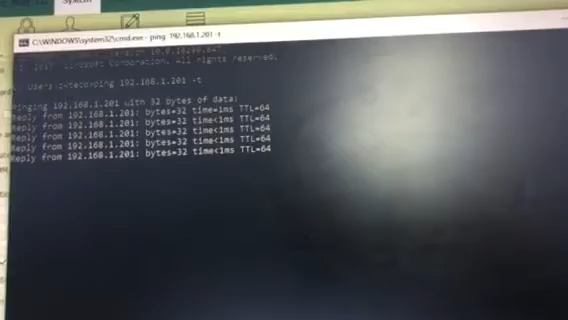 System
C:\WINDOWS\system32\cmd.exe - ping 192.168.1.201 -t
Corporation. All rights reserved.
192.168.1.201 -t
Pinging 192.168.1.201 with 32 bytes of data:
Reply from 192.168.1.201: bytes=32 time=1ms TTL=64
Reply from 192.168.1.201: bytes=32 time<1ms TTL=64
Reply from 192.168.1.201: bytes=32 time<1ms TTL=64
Reply from 192.168.1.201: bytes=32 time<1ms TTL=64
Reply from 192.168.1.201: bytes=32 time<1ms TTL=64